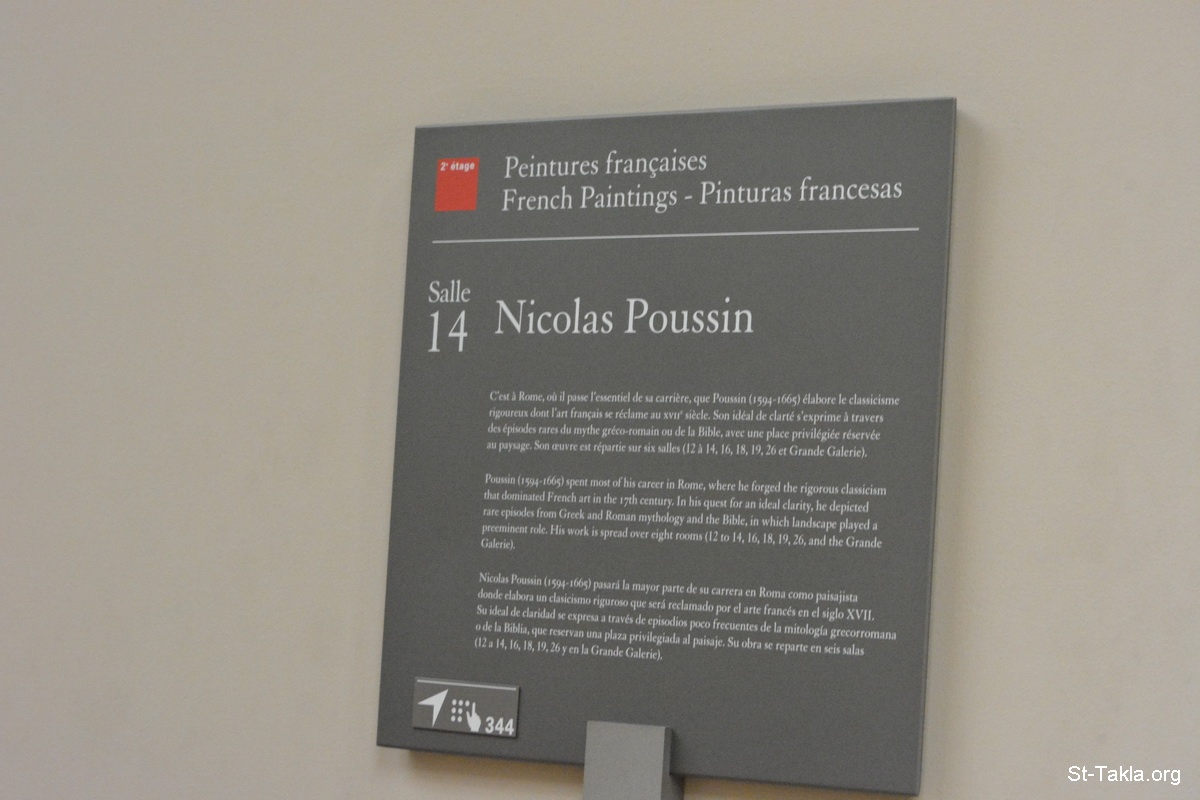 2e étage
Peintures françaises
French Paintings - Pinturas francesas
Salle
14
Nicolas Poussin
C'est à Rome, où il passe l'essentiel de sa carrière, que Poussin (1594-1665) élabore le classicisme
rigoureux dont l'art français se réclame au XVIIe siècle. Son idéal de clarté s'exprime à travers
des épisodes rares du mythe gréco-romain ou de la Bible, avec une place privilégiée réservée
au paysage. Son œuvre est répartie sur six salles (12 à 14, 16, 18, 19, 26 et Grande Galerie).
Poussin (1594-1665) spent most of his career in Rome, where he forged the rigorous classicism
that dominated French art in the 17th century. In his quest for an ideal clarity, he depicted
rare episodes from Greek and Roman mythology and the Bible, in which landscape played a
preeminent role. His work is spread over eight rooms (12 to 14, 16, 18, 19, 26, and the Grande
Galerie).
Nicolas Poussin (1594-1665) pasará la mayor parte de su carrera en Roma como paisajista
donde elabora un clasicismo riguroso que será reclamado por el arte francés en el siglo XVII.
Su ideal de claridad se expresa a través de episodios poco frecuentes de la mitología grecorromana
o de la Biblia, que reservan una plaza privilegiada al paisaje. Su obra se reparte en seis salas
(12 a 14, 16, 18, 19, 26 y en la Grande Galerie).
344
St-Takla.org